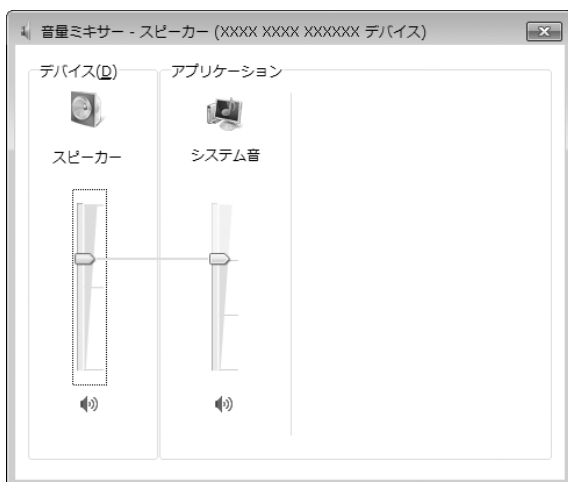 音量ミキサー - スピーカー (XXXX XXXX XXXXXX デバイス)
デバイス(D)
アプリケーション
スピーカー
システム音